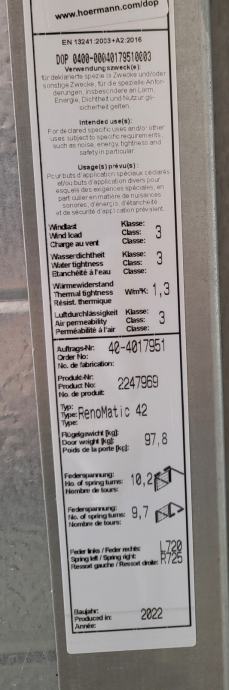 www.hoermann.com/dop
EN 13241:2003+A2:2016
DOP 0400-00040179510003
Verwendungszweck(e):
für deklarierte spezielle Zwecke und/oder
sonstige Zwecke, für die spezielle Anfor-
derungen, insbesondere an Lärm,
Energie, Dichtheit und Nutzungs-
sicherheit gelten.
Intended use(s):
For declared specific uses and/or other
uses subject to specific requirements,
such as noise, energy, tightness and
safety in particular.
Usage(s) prévu(s):
Pour buts d'application spéciaux déclarés
et/ou buts d'application divers pour
lesquels des exigences spéciales, en
particulier en matière de nuisances
sonores, d'énergie, d'étanchéité
et de sécurité d'application prévalent.
Windlast Klasse:
Wind load Class: 3
Charge au vent Classe:
Wasserdichtheit Klasse:
Water tightness Class: 3
Etanchéité à l'eau Classe:
Wärmewiderstand
Thermal tightness W/m²K: 1,3
Résist. thermique
Luftdurchlässigkeit Klasse:
Air permeability Class: 3
Perméabilité à l'air Classe:
Auftrags-Nr: 40-4017951
Order No:
No. de fabrication:
Produkt-Nr:
Product No: 2247969
No. de produit:
Typ:
Type: RenoMatic 42
Type:
Flügelgewicht [kg]:
Door weight [kg]: 97,8
Poids de la porte [kg]:
Federspannung:
No. of spring turns: 10,2
Nombre de tours:
Federspannung:
No. of spring turns: 9,7
Nombre de tours:
Feder links / Feder rechts: L720
Spring left / Spring right: R725
Ressort gauche / Ressort droite:
Baujahr:
Produced in: 2022
Année: